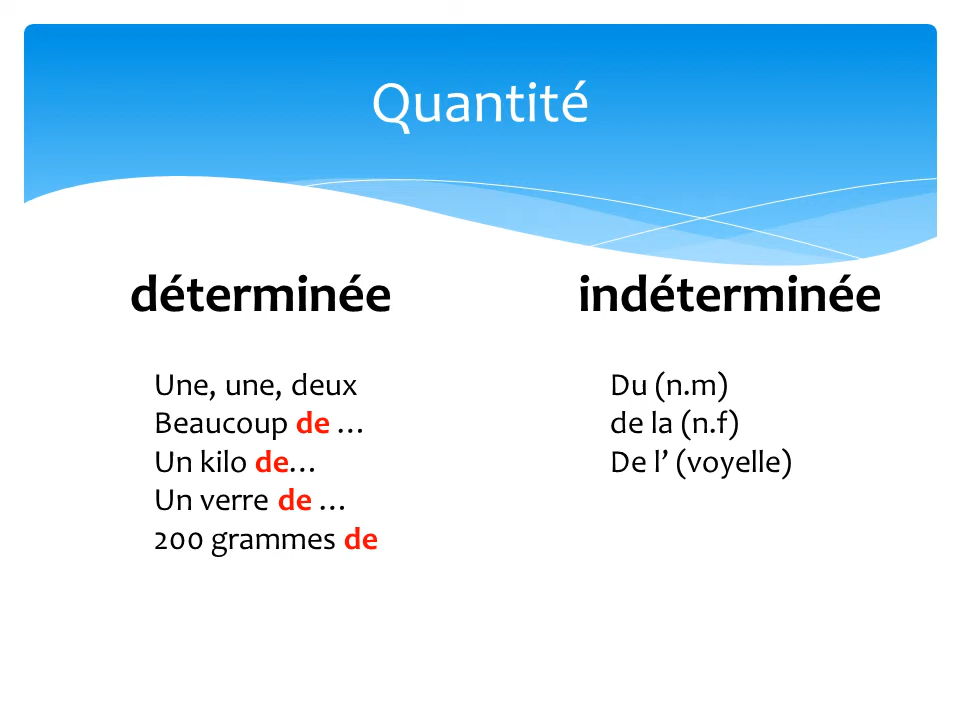 Quantité
déterminée
Une, une, deux
Beaucoup de …
Un kilo de…
Un verre de …
200 grammes de
indéterminée
Du (n.m)
de la (n.f)
De l’ (voyelle)